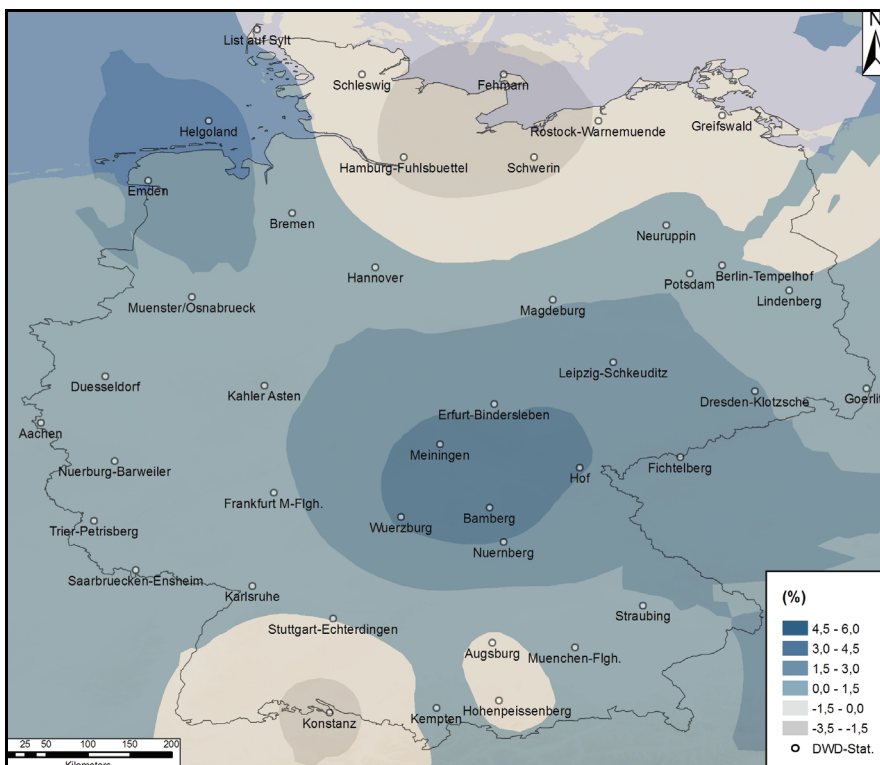 N
List auf Sylt
Schleswig
Fehmarn
Helgoland
Rostock-Warnemuende
Greifswald
Hamburg-Fuhlsbuettel
Schwerin
Emden
Bremen
Neuruppin
Hannover
Potsdam
Berlin-Tempelhof
Lindenberg
Muenster/Osnabrueck
Magdeburg
Duesseldorf
Kahler Asten
Leipzig-Schkeuditz
Dresden-Klotzsche
Goerlit
Erfurt-Bindersleben
Aachen
Meiningen
Nuerburg-Barweiler
Hof
Fichtelberg
Frankfurt M-Flgh.
Bamberg
Wuerzburg
Trier-Petrisberg
Nuernberg
Saarbruecken-Ensheim
Karlsruhe
Straubing
Stuttgart-Echterdingen
Augsburg
Muenchen-Flgh.
Konstanz
Kempten
Hohenpeissenberg
(%)
4,5 - 6,0
3,0 - 4,5
1,5 - 3,0
0,0 - 1,5
-1,5 - 0,0
-3,5 - -1,5
DWD-Stat.
25 50 100 150 200
Kilometers